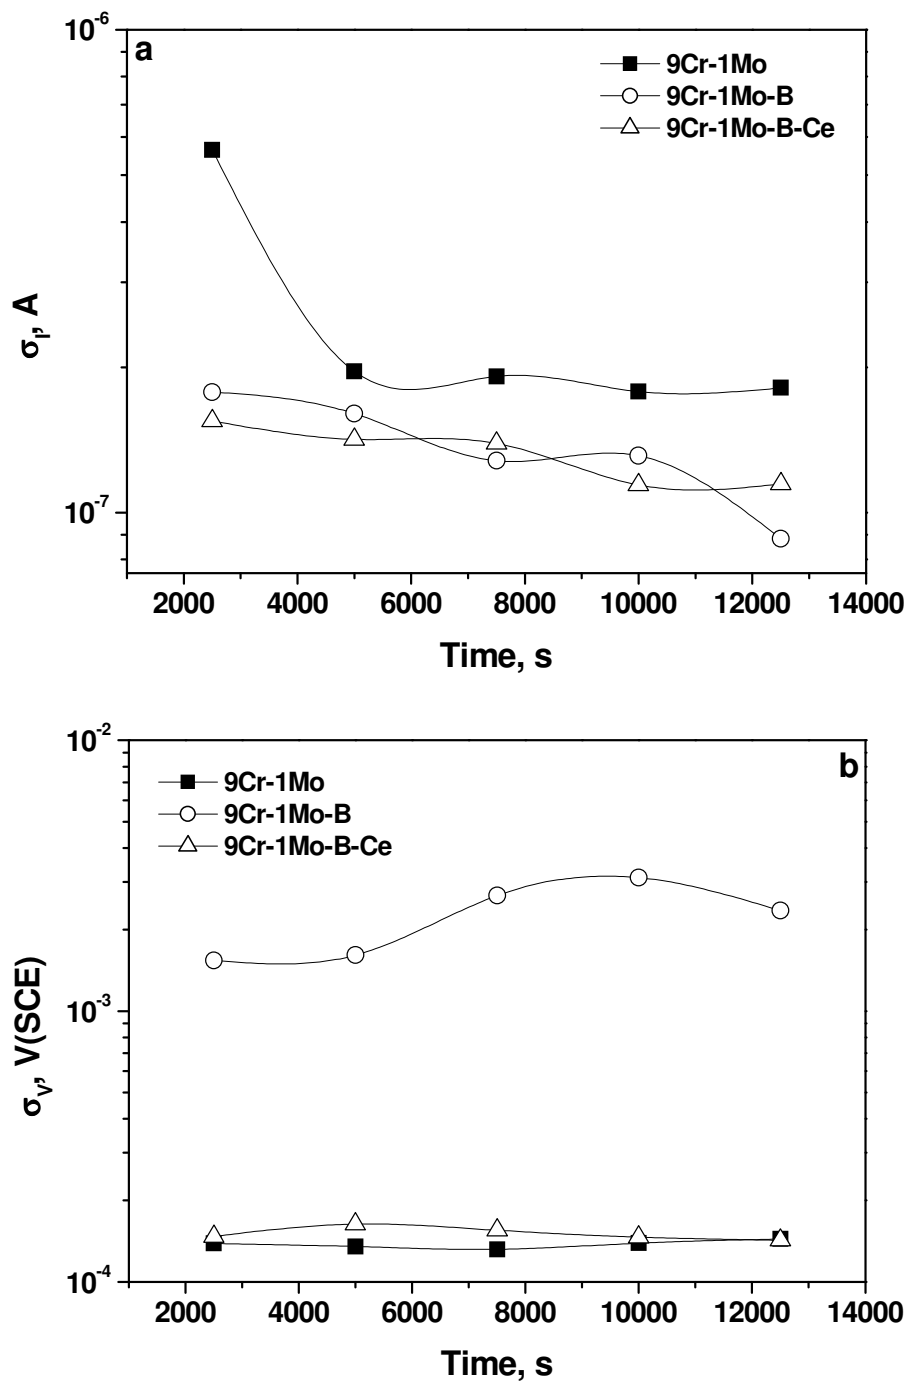 a
10^-6
9Cr-1Mo
9Cr-1Mo-B
9Cr-1Mo-B-Ce
σ_I, A
10^-7
2000 4000 6000 8000 10000 12000 14000
Time, s
b
10^-2
9Cr-1Mo
9Cr-1Mo-B
9Cr-1Mo-B-Ce
σ_V, V(SCE)
10^-3
10^-4
2000 4000 6000 8000 10000 12000 14000
Time, s